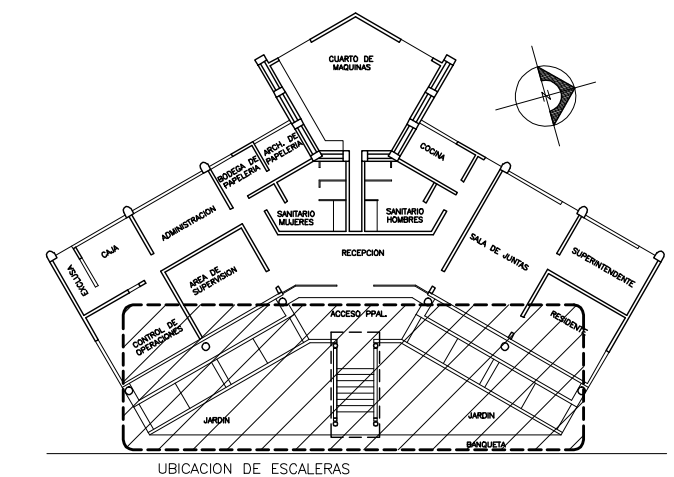 CUARTO DE
MAQUINAS
N
ARCH. DE
PAPELERIA
BODEGA DE
PAPELERIA
COCINA
ADMINISTRACION
SANITARIO
MUJERES
SANITARIO
HOMBRES
CAJA
EXCLUSA
AREA DE
SUPERVISION
RECEPCION
SALA DE JUNTAS
SUPERINTENDENTE
CONTROL DE
OPERACIONES
ACCESO PPAL.
RESIDENTE
JARDIN
JARDIN
BANQUETA
UBICACION DE ESCALERAS